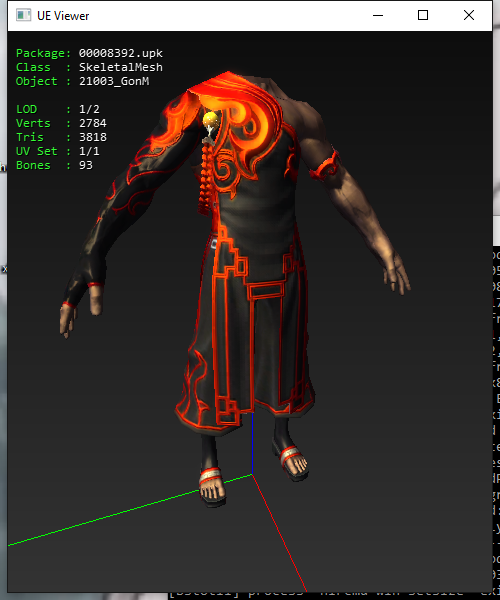 UE Viewer
Package: 00008392.upk
Class  : SkeletalMesh
Object : 21003_GonM
LOD    : 1/2
Verts  : 2784
Tris   : 3818
UV Set : 1/1
Bones  : 93